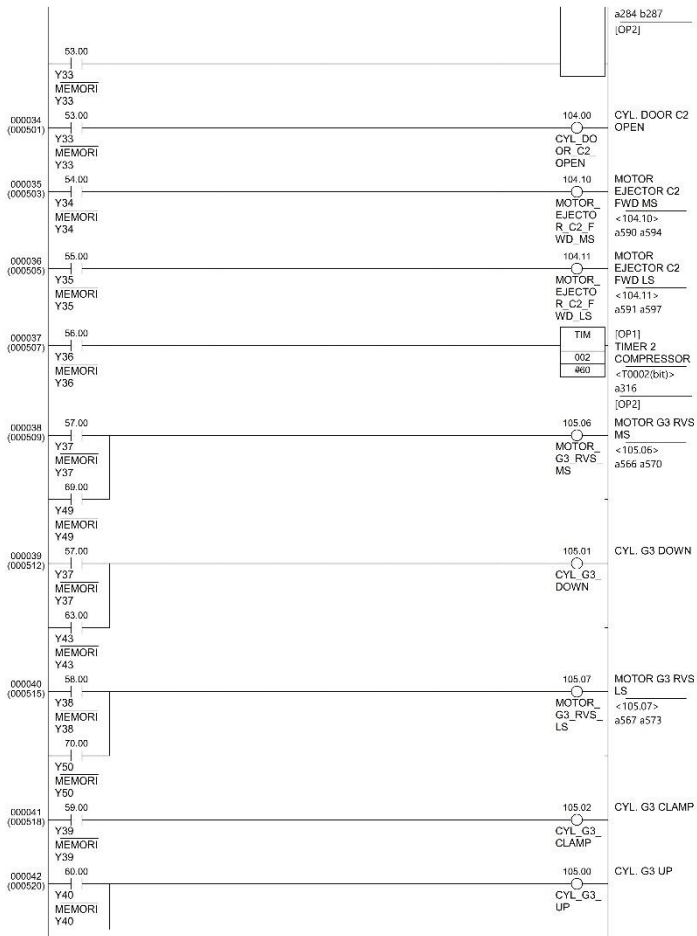 a284 b287
[OP2]
53.00
Y33
MEMORI
Y33
000034
(000501)
53.00
Y33
MEMORI
Y33
104.00
CYL_DO
OR_C2_
OPEN
CYL. DOOR C2
OPEN
000035
(000503)
54.00
Y34
MEMORI
Y34
104.10
MOTOR_
EJECTO
R_C2_F
WD_MS
MOTOR
EJECTOR C2
FWD MS
<104.10>
a590 a594
000036
(000505)
55.00
Y35
MEMORI
Y35
104.11
MOTOR_
EJECTO
R_C2_F
WD_LS
MOTOR
EJECTOR C2
FWD LS
<104.11>
a591 a597
000037
(000507)
56.00
Y36
MEMORI
Y36
TIM
002
#60
[OP1]
TIMER 2
COMPRESSOR
<T0002(bit)>
a316
[OP2]
000038
(000509)
57.00
Y37
MEMORI
Y37
69.00
Y49
MEMORI
Y49
105.06
MOTOR_
G3_RVS_
MS
MOTOR G3 RVS
MS
<105.06>
a566 a570
000039
(000512)
57.00
Y37
MEMORI
Y37
63.00
Y43
MEMORI
Y43
105.01
CYL_G3_
DOWN
CYL. G3 DOWN
000040
(000515)
58.00
Y38
MEMORI
Y38
70.00
Y50
MEMORI
Y50
105.07
MOTOR_
G3_RVS_
LS
MOTOR G3 RVS
LS
<105.07>
a567 a573
000041
(000518)
59.00
Y39
MEMORI
Y39
105.02
CYL_G3_
CLAMP
CYL. G3 CLAMP
000042
(000520)
60.00
Y40
MEMORI
Y40
105.00
CYL_G3_
UP
CYL. G3 UP